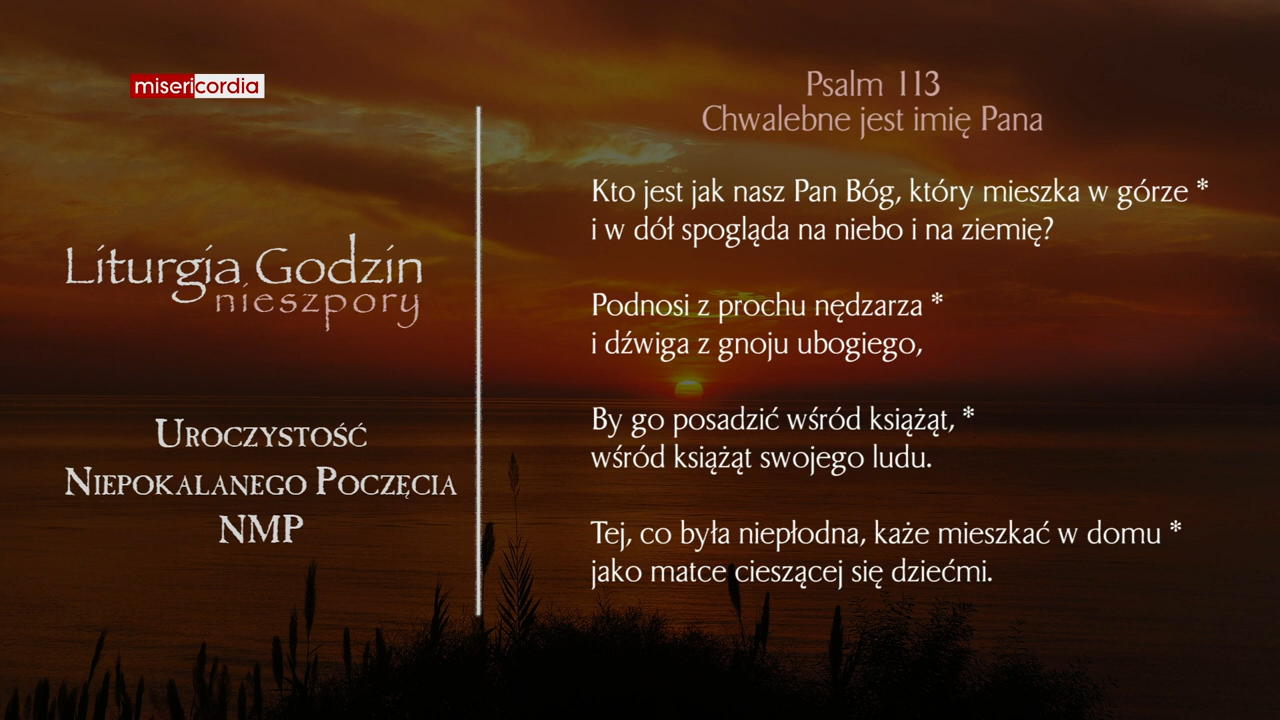 misericordia
Liturgia Godzin
nieszpory
Uroczystość
Niepokalanego Poczęcia
NMP
Psalm 113
Chwalebne jest imię Pana
Kto jest jak nasz Pan Bóg, który mieszka w górze *
i w dół spogląda na niebo i na ziemię?
Podnosi z prochu nędzarza *
i dźwiga z gnoju ubogiego,
By go posadzić wśród książąt, *
wśród książąt swojego ludu.
Tej, co była niepłodna, każe mieszkać w domu *
jako matce cieszącej się dziećmi.